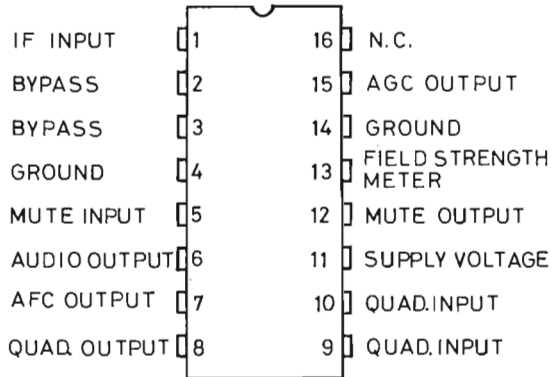 IF INPUT 1 16 N.C.
BYPASS 2 15 AGC OUTPUT
BYPASS 3 14 GROUND
GROUND 4 13 FIELD STRENGTH
METER
MUTE INPUT 5 12 MUTE OUTPUT
AUDIO OUTPUT 6 11 SUPPLY VOLTAGE
AFC OUTPUT 7 10 QUAD.INPUT
QUAD. OUTPUT 8 9 QUAD.INPUT